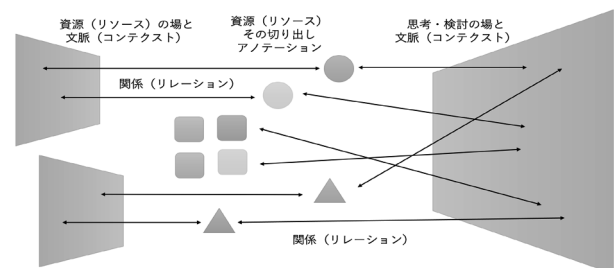 資源（リソース）の場と
文脈（コンテクスト）
資源（リソース）
その切り出し
アノテーション
思考・検討の場と
文脈（コンテクスト）
関係（リレーション）
関係（リレーション）